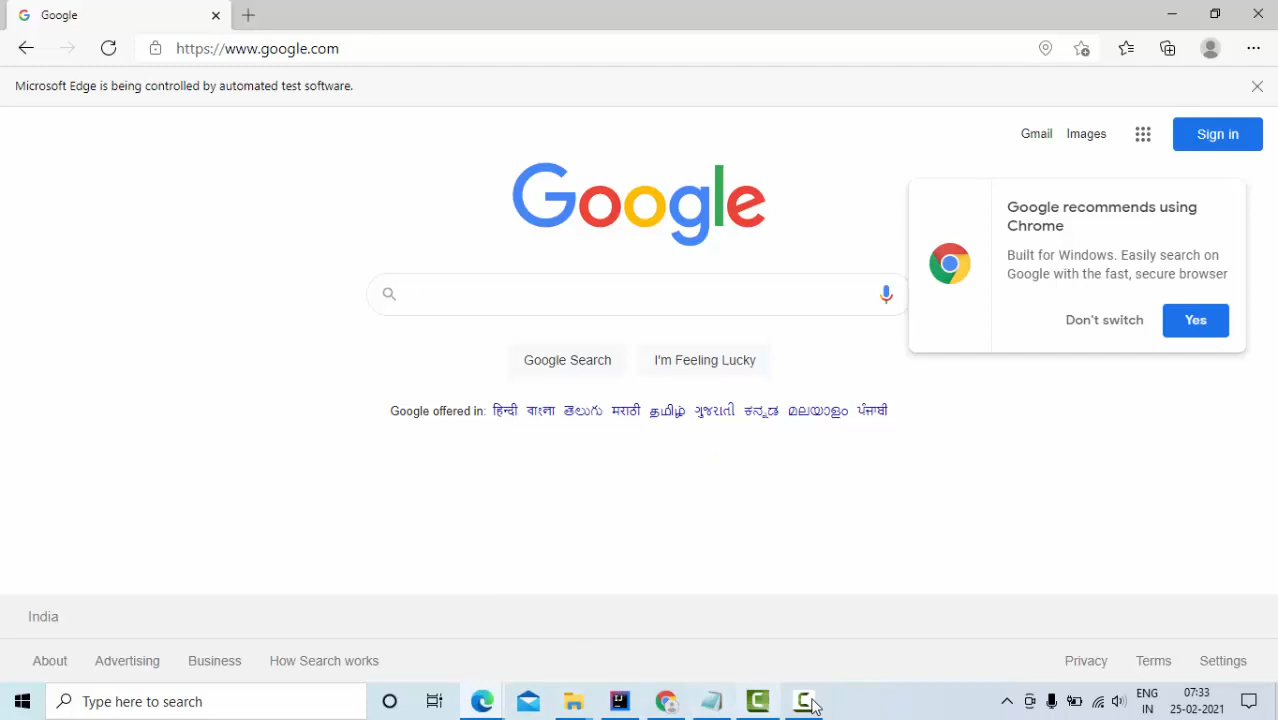 Google
https://www.google.com
Microsoft Edge is being controlled by automated test software.
Gmail Images Sign in
Google
Google recommends using
Chrome
Built for Windows. Easily search on
Google with the fast, secure browser
Don't switch Yes
Google Search I'm Feeling Lucky
Google offered in: हिन्दी বাংলা తెలుగు मराठी தமிழ் ગુજરાતી ಕನ್ನಡ മലയാളം ਪੰਜਾਬੀ
India
About Advertising Business How Search works Privacy Terms Settings
Type here to search
ENG 07:33
IN 25-02-2021